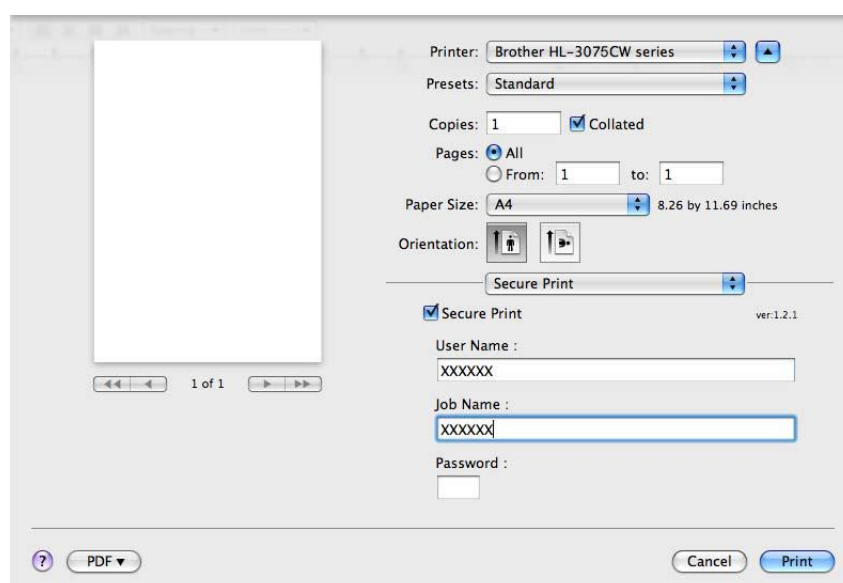 Printer: Brother HL-3075CW series
Presets: Standard
Copies: 1 Collated
Pages: All
From: 1 to: 1
Paper Size: A4 8.26 by 11.69 inches
Orientation:
Secure Print
Secure Print ver:1.2.1
User Name :
XXXXXX
1 of 1
Job Name :
XXXXXX
Password :
? PDF▼ Cancel Print